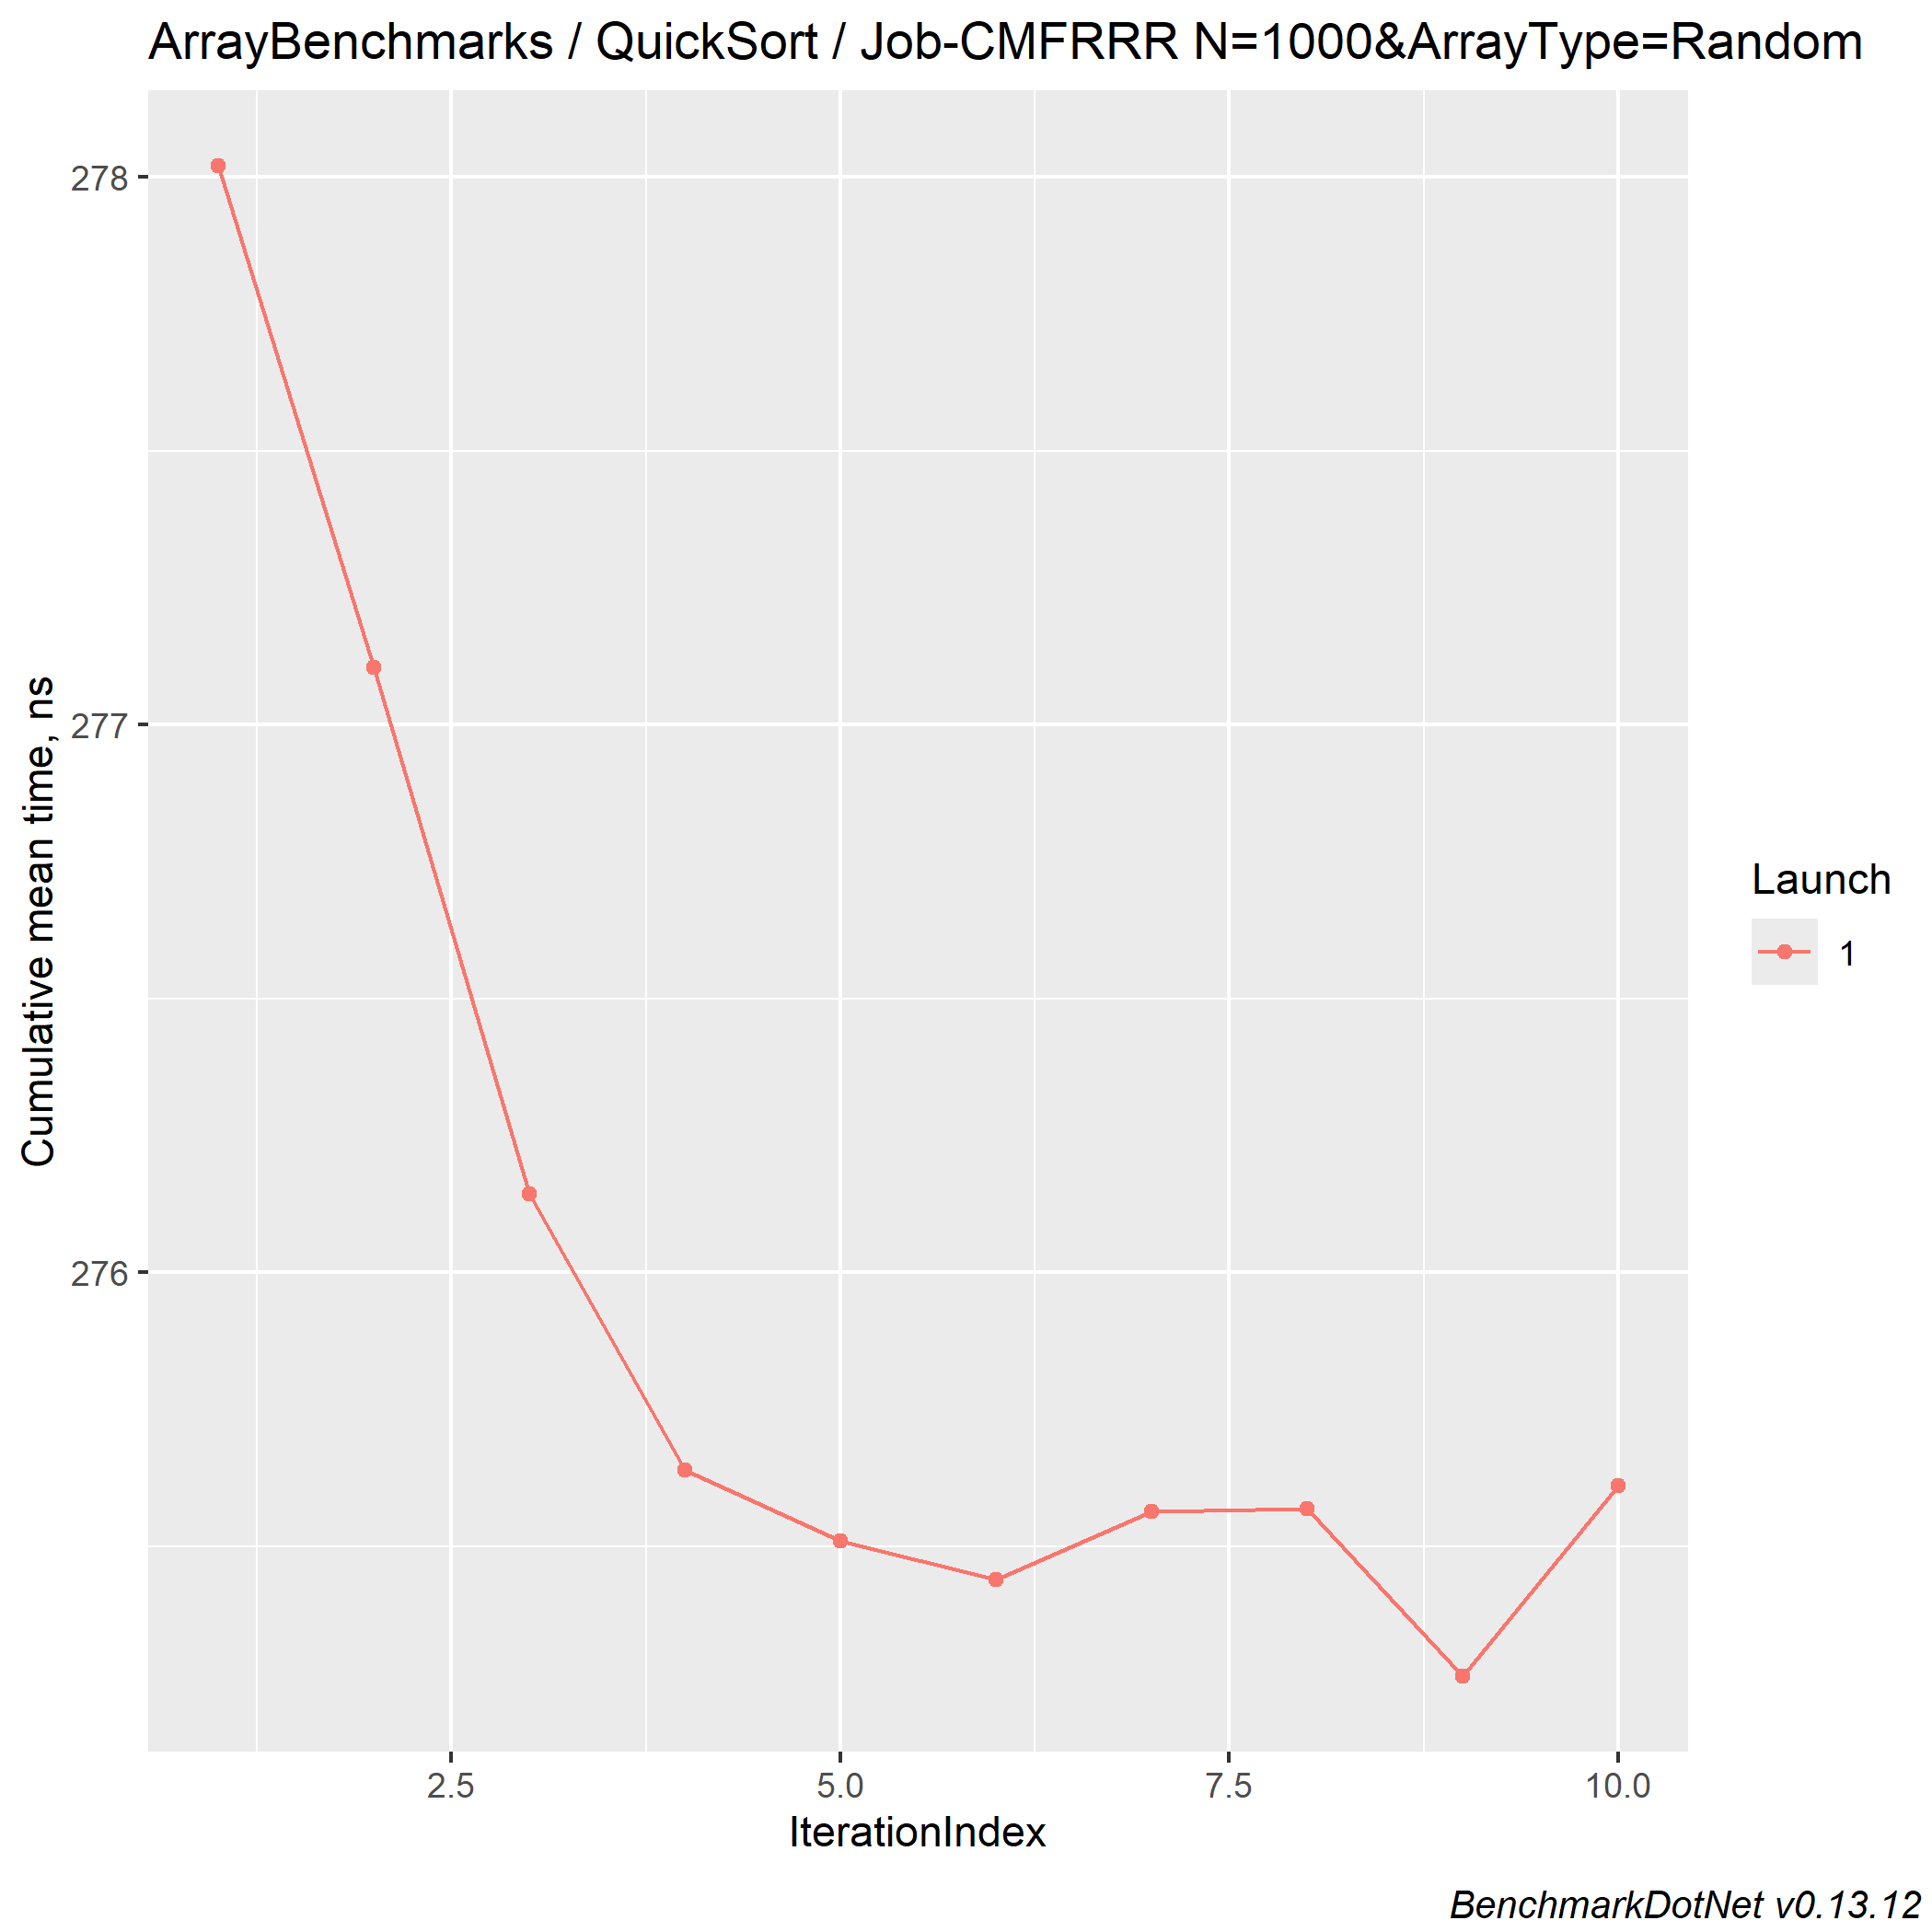 ArrayBenchmarks / QuickSort / Job-CMFRRR N=1000&ArrayType=Random
278
277
276
Cumulative mean time, ns
2.5
5.0
7.5
10.0
IterationIndex
Launch
1
BenchmarkDotNet v0.13.12